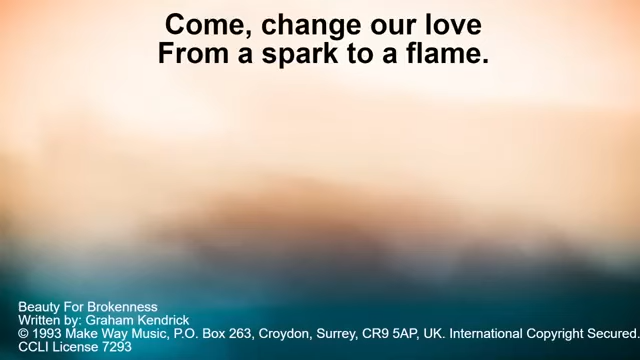 Come, change our love
From a spark to a flame.
Beauty For Brokenness
Written by: Graham Kendrick
© 1993 Make Way Music, P.O. Box 263, Croydon, Surrey, CR9 5AP, UK. International Copyright Secured.
CCLI License 7293